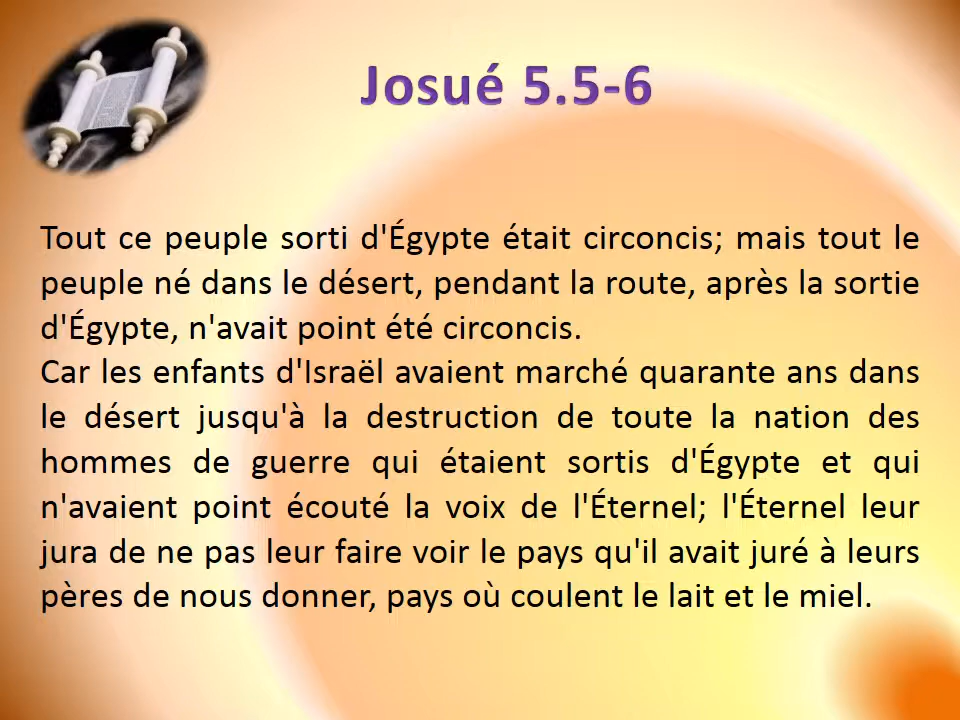 Josué 5.5-6
Tout ce peuple sorti d'Égypte était circoncis; mais tout le
peuple né dans le désert, pendant la route, après la sortie
d'Égypte, n'avait point été circoncis.
Car les enfants d'Israël avaient marché quarante ans dans
le désert jusqu'à la destruction de toute la nation des
hommes de guerre qui étaient sortis d'Égypte et qui
n'avaient point écouté la voix de l'Éternel; l'Éternel leur
jura de ne pas leur faire voir le pays qu'il avait juré à leurs
pères de nous donner, pays où coulent le lait et le miel.